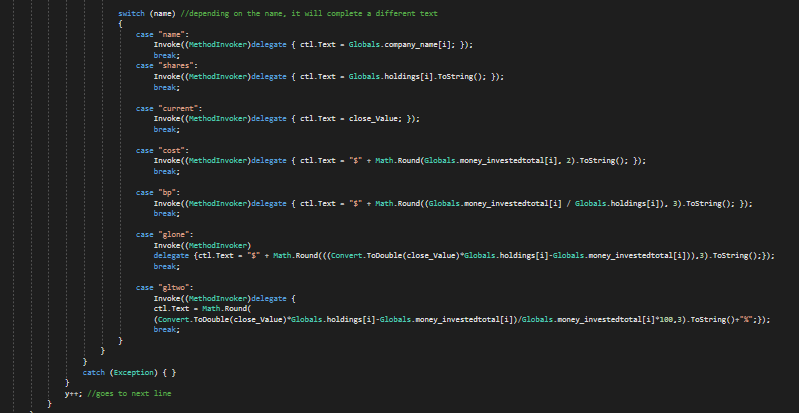 switch (name) //depending on the name, it will complete a different text
{
case "name":
Invoke((MethodInvoker)delegate { ctl.Text = Globals.company_name[i]; });
break;
case "shares":
Invoke((MethodInvoker)delegate { ctl.Text = Globals.holdings[i].ToString(); });
break;
case "current":
Invoke((MethodInvoker)delegate { ctl.Text = close_Value; });
break;
case "cost":
Invoke((MethodInvoker)delegate { ctl.Text = "$" + Math.Round(Globals.money_investedtotal[i], 2).ToString(); });
break;
case "bp":
Invoke((MethodInvoker)delegate { ctl.Text = "$" + Math.Round((Globals.money_investedtotal[i] / Globals.holdings[i]), 3).ToString(); });
break;
case "glone":
Invoke((MethodInvoker)
delegate {ctl.Text = "$" + Math.Round(((Convert.ToDouble(close_Value)*Globals.holdings[i]-Globals.money_investedtotal[i])),3).ToString();});
break;
case "gltwo":
Invoke((MethodInvoker)delegate {
ctl.Text = Math.Round(
(Convert.ToDouble(close_Value)*Globals.holdings[i]-Globals.money_investedtotal[i])/Globals.money_investedtotal[i]*100,3).ToString()+"%";});
break;
}
}
}
catch (Exception) { }
}
y++; //goes to next line
}